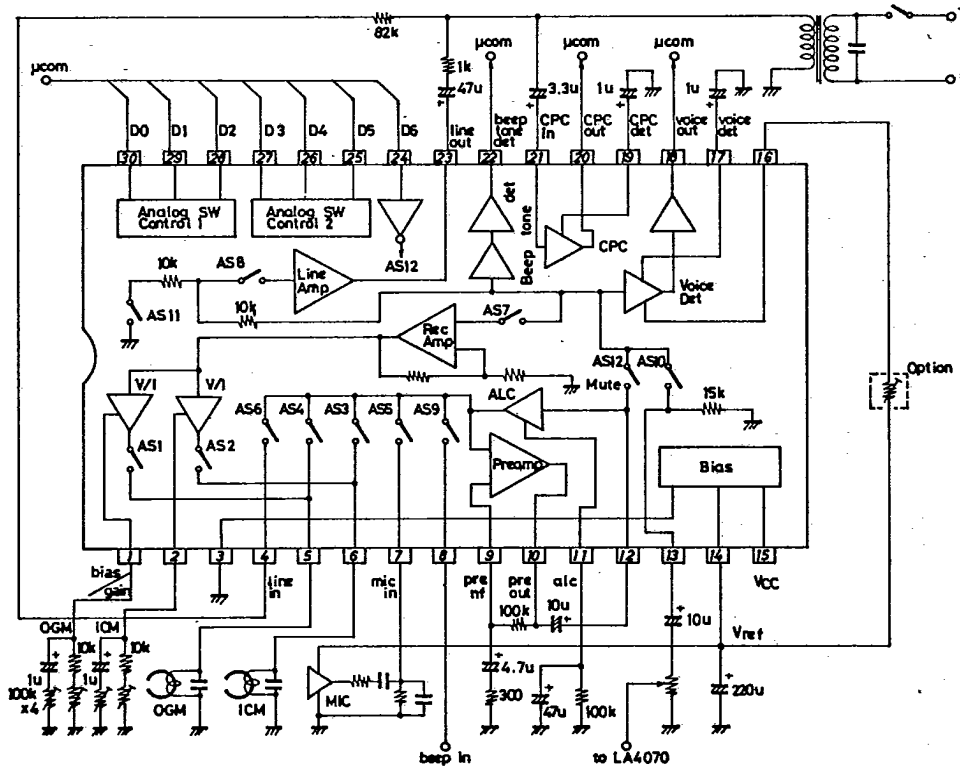 82k
1k
47u
3.3u
1u
1u
µcom
µcom
µcom
µcom
D0
D1
D2
D3
D4
D5
D6
line out
beep tone det
CPC in
CPC out
CPC det
voice out
voice det
30 29 28 27 26 25 24 23 22 21 20 19 18 17 16
Analog SW Control 1
Analog SW Control 2
AS12
Beep tone det
CPC
10k
AS8
Line Amp
Voice Det
AS11
10k
AS7
Rec Amp
AS12
AS10
Mute
Option
V/I
V/I
AS6
AS4
AS3
AS5
AS9
ALC
15k
AS1
AS2
Preamp
Bias
1 2 3 4 5 6 7 8 9 10 11 12 13 14 15
bias
gain
line in
mic in
pre nf
pre out
alc
VCC
OGM
ICM
10k
10k
1u
1u
100k
x4
OGM
ICM
MIC
100k
10u
4.7u
300
47u
100k
10u
Vref
220u
beep in
to LA4070